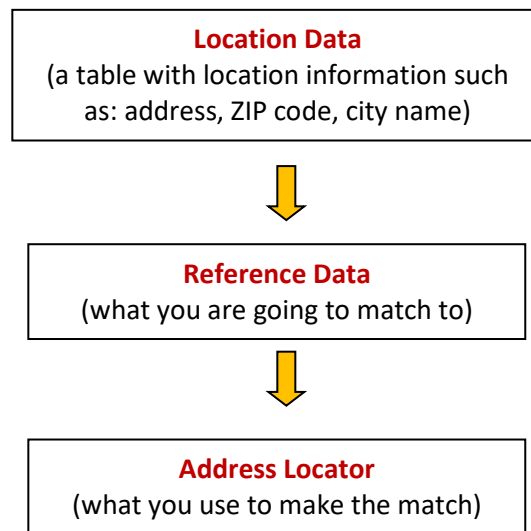 Location Data
(a table with location information such
as: address, ZIP code, city name)
Reference Data
(what you are going to match to)
Address Locator
(what you use to make the match)